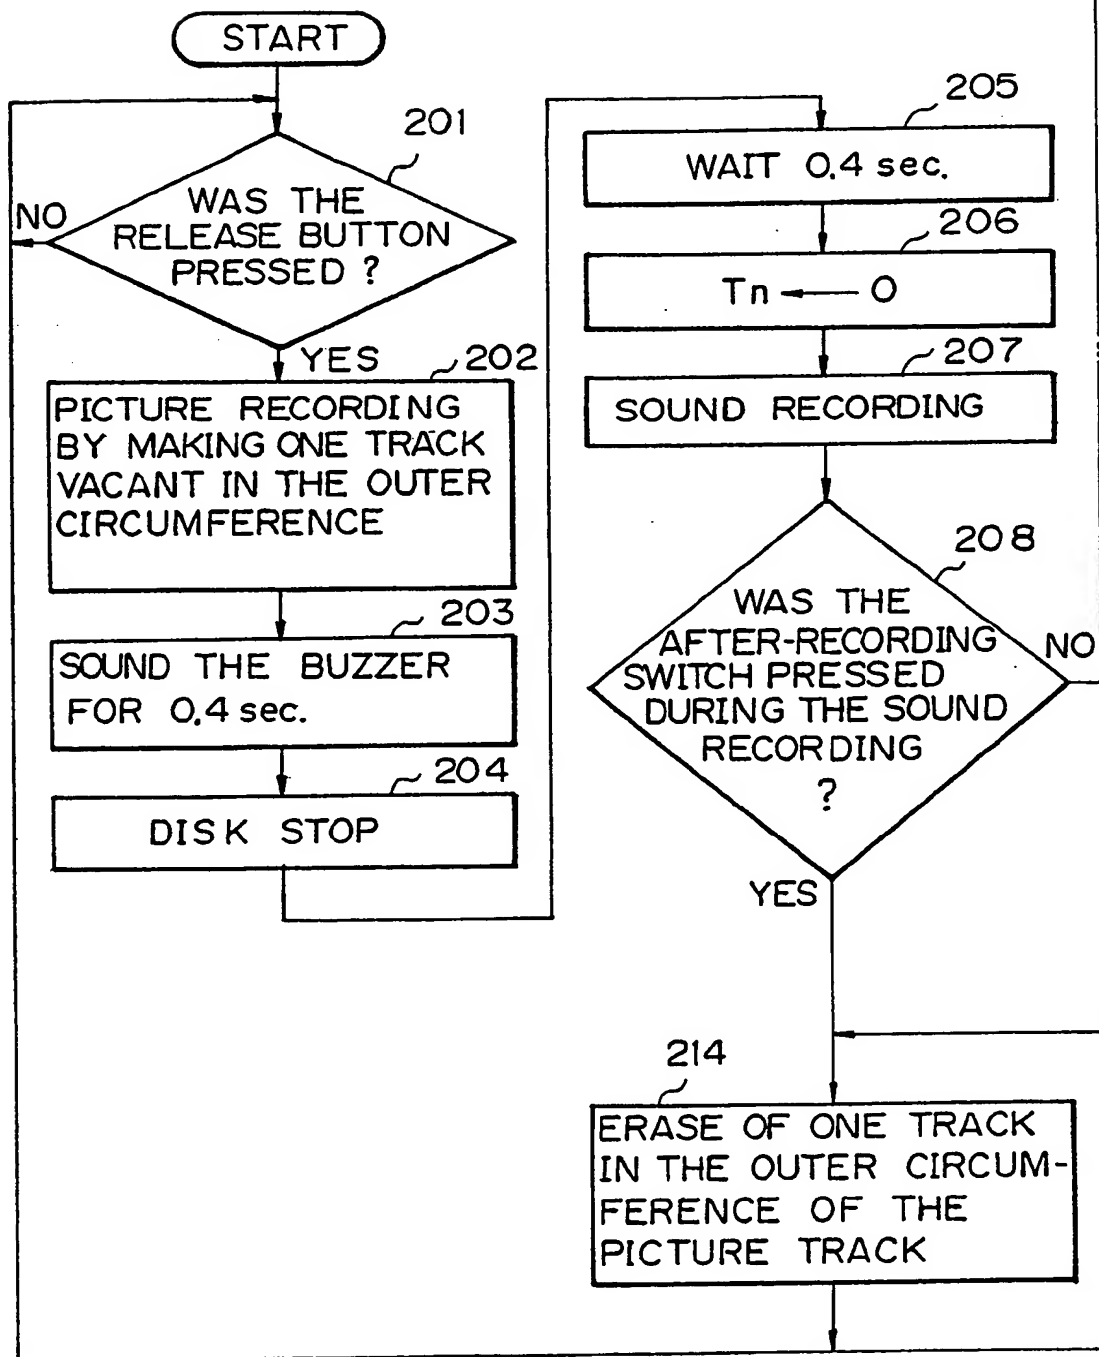 START
201
WAS THE
RELEASE BUTTON
PRESSED ?
NO
YES
202
PICTURE RECORDING
BY MAKING ONE TRACK
VACANT IN THE OUTER
CIRCUMFERENCE
203
SOUND THE BUZZER
FOR 0.4 sec.
204
DISK STOP
205
WAIT 0.4 sec.
206
Tn ← 0
207
SOUND RECORDING
208
WAS THE
AFTER-RECORDING
SWITCH PRESSED
DURING THE SOUND
RECORDING
?
NO
YES
214
ERASE OF ONE TRACK
IN THE OUTER CIRCUM-
FERENCE OF THE
PICTURE TRACK